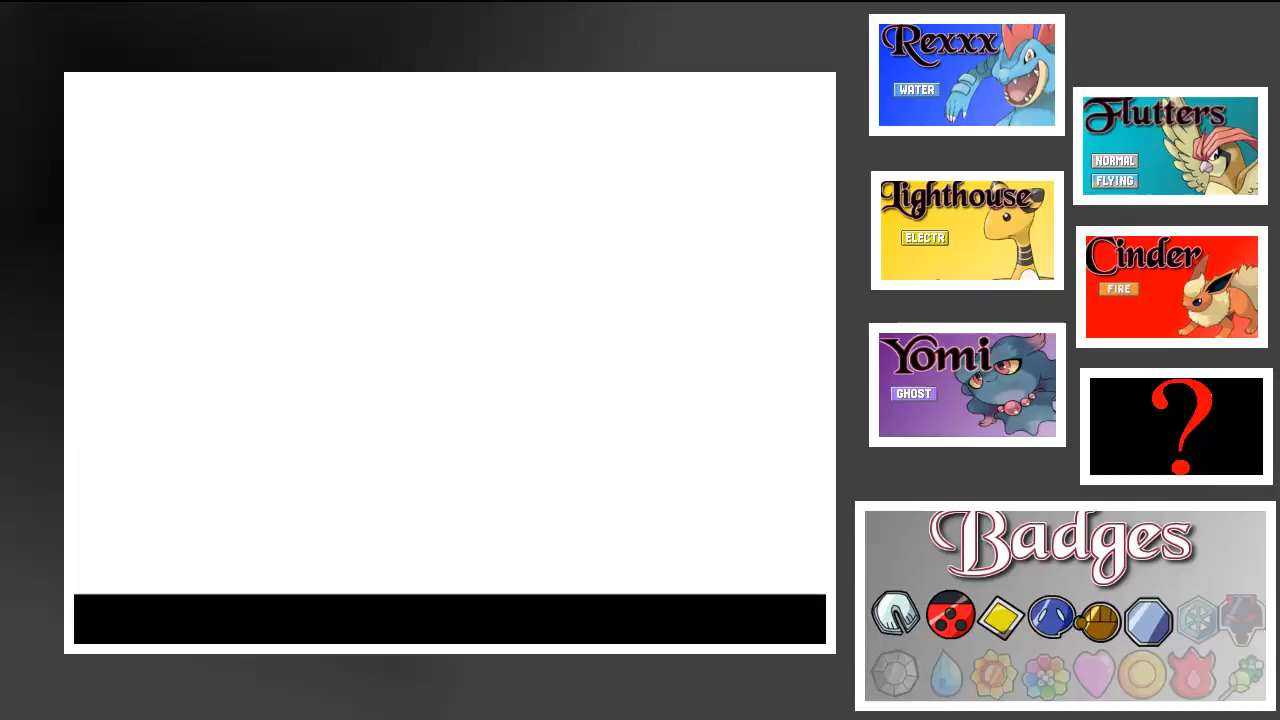 Rexxx
WATER
Flutters
NORMAL
FLYING
Lighthouse
ELECTR
Cinder
FIRE
Yomi
GHOST
?
Badges